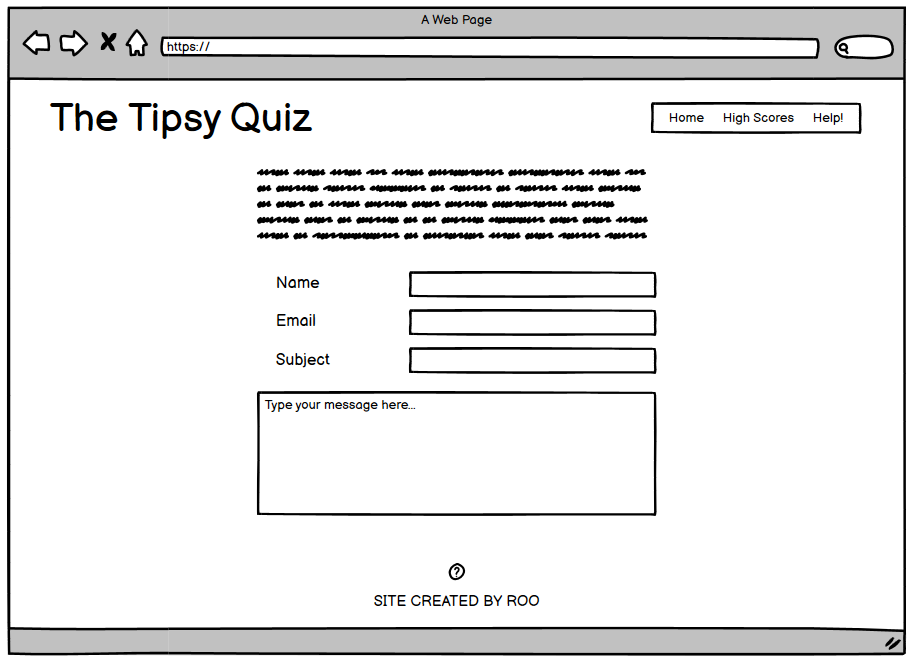 A Web Page
https://
The Tipsy Quiz
Home High Scores Help!
Name
Email
Subject
Type your message here...
?
SITE CREATED BY ROO